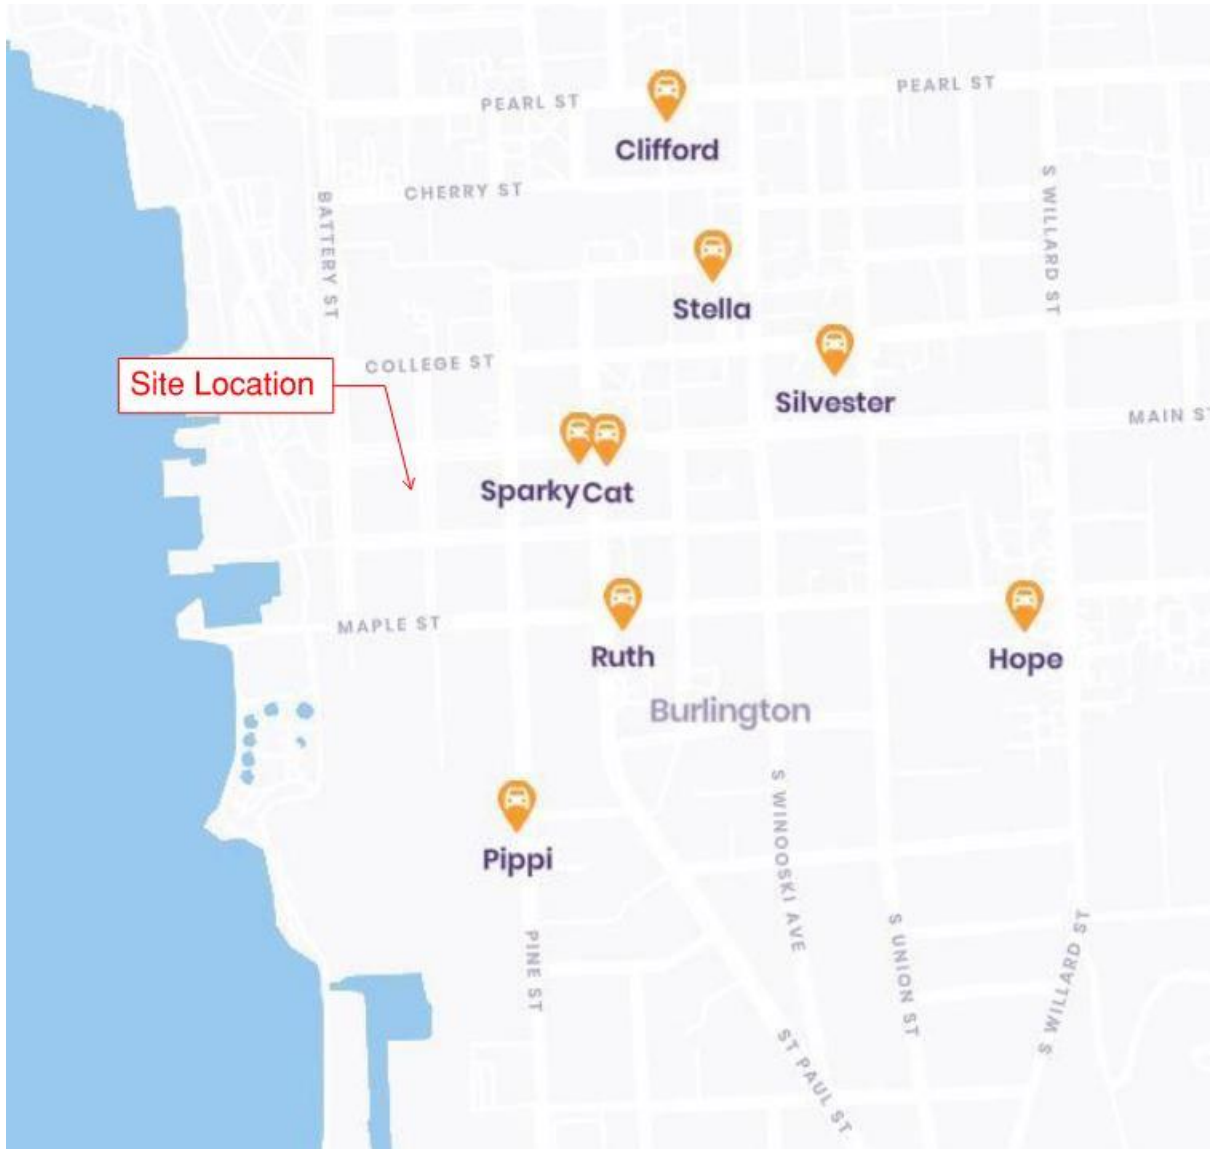 PEARL ST
PEARL ST
Clifford
CHERRY ST
S WILLARD ST
BATTERY ST
Stella
COLLEGE ST
Site Location
Silvester
MAIN ST
Sparky Cat
MAPLE ST
Ruth
Hope
Burlington
Pippi
S WINOOSKI AVE
PINE ST
S UNION ST
S WILLARD ST
ST PAUL ST